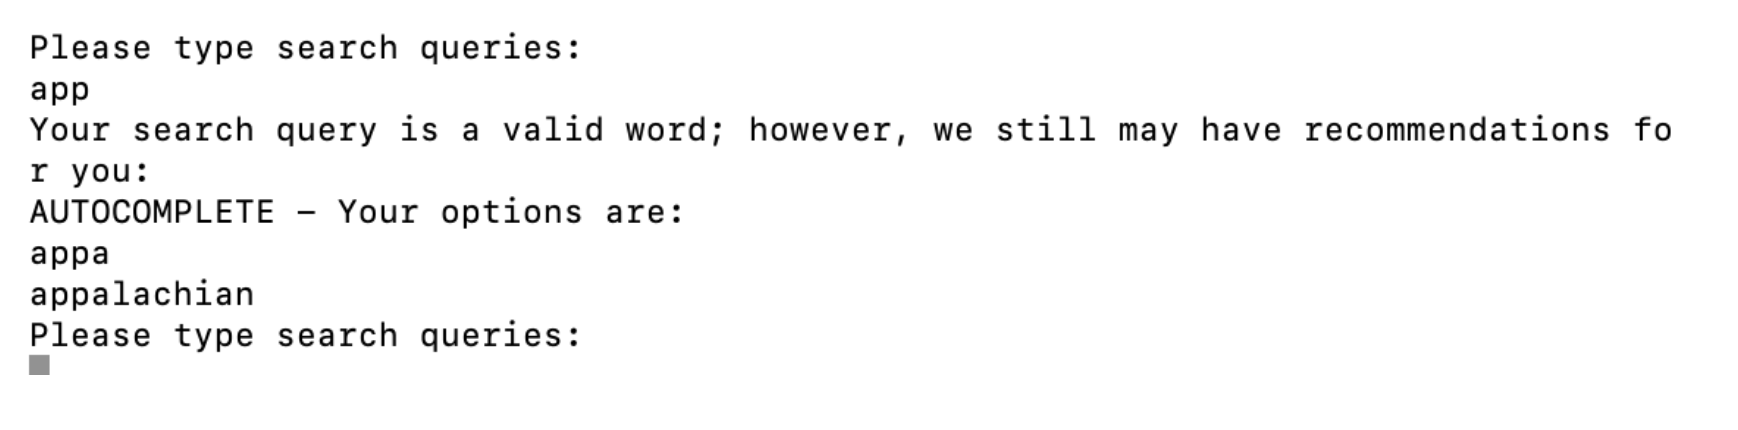 Please type search queries:
app
Your search query is a valid word; however, we still may have recommendations fo
r you:
AUTOCOMPLETE – Your options are:
appa
appalachian
Please type search queries: